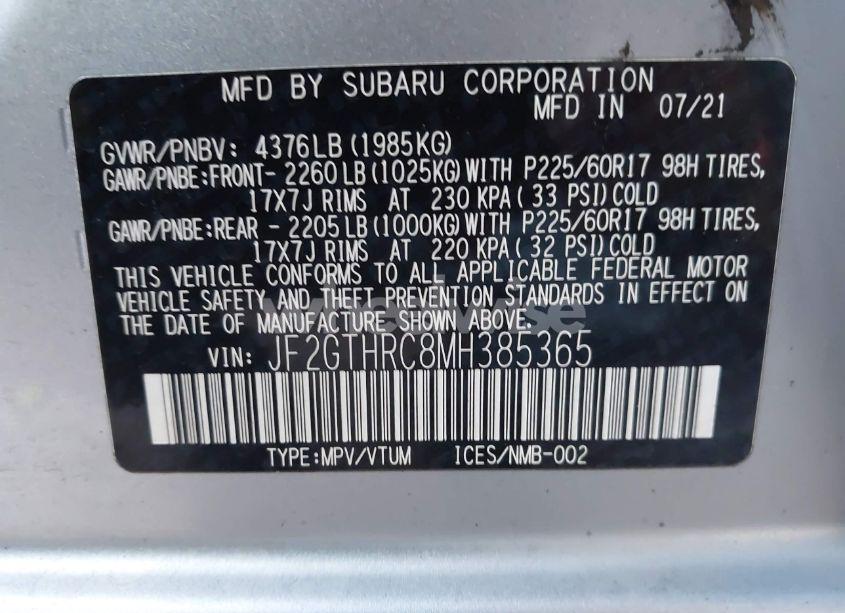 MFD BY SUBARU CORPORATION
MFD IN 07/21
GVWR/PNBV: 4376LB (1985KG)
GAWR/PNBE:FRONT- 2260 LB (1025KG) WITH P225/60R17 98H TIRES,
17X7J RIMS AT 230 KPA ( 33 PSI) COLD
GAWR/PNBE:REAR - 2205 LB (1000KG) WITH P225/60R17 98H TIRES,
17X7J RIMS AT 220 KPA ( 32 PSI) COLD
THIS VEHICLE CONFORMS TO ALL APPLICABLE FEDERAL MOTOR
VEHICLE SAFETY AND THEFT PREVENTION STANDARDS IN EFFECT ON
THE DATE OF MANUFACTURE SHOWN ABOVE.
VIN: JF2GTHRC8MH385365
TYPE:MPV/VTUM ICES/NMB-002